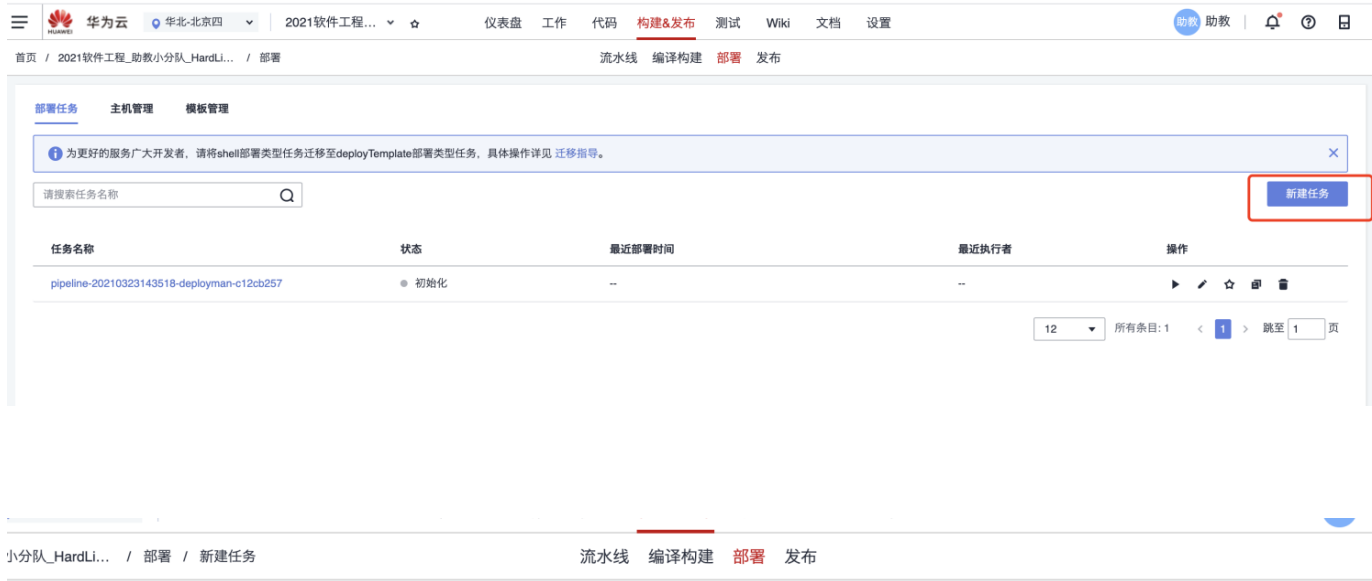 HUAWEI 华为云 华北-北京四 2021软件工程... 仪表盘 工作 代码 构建&发布 测试 Wiki 文档 设置 助教 助教
首页 / 2021软件工程_助教小分队_HardLi... / 部署 流水线 编译构建 部署 发布
部署任务 主机管理 模板管理
为更好的服务广大开发者，请将shell部署类型任务迁移至deployTemplate部署类型任务，具体操作详见 迁移指导。
请搜索任务名称 新建任务
任务名称 状态 最近部署时间 最近执行者 操作
pipeline-20210323143518-deployman-c12cb257 初始化 -- --
12 所有条目: 1 < 1 > 跳至 1 页
小分队_HardLi... / 部署 / 新建任务 流水线 编译构建 部署 发布